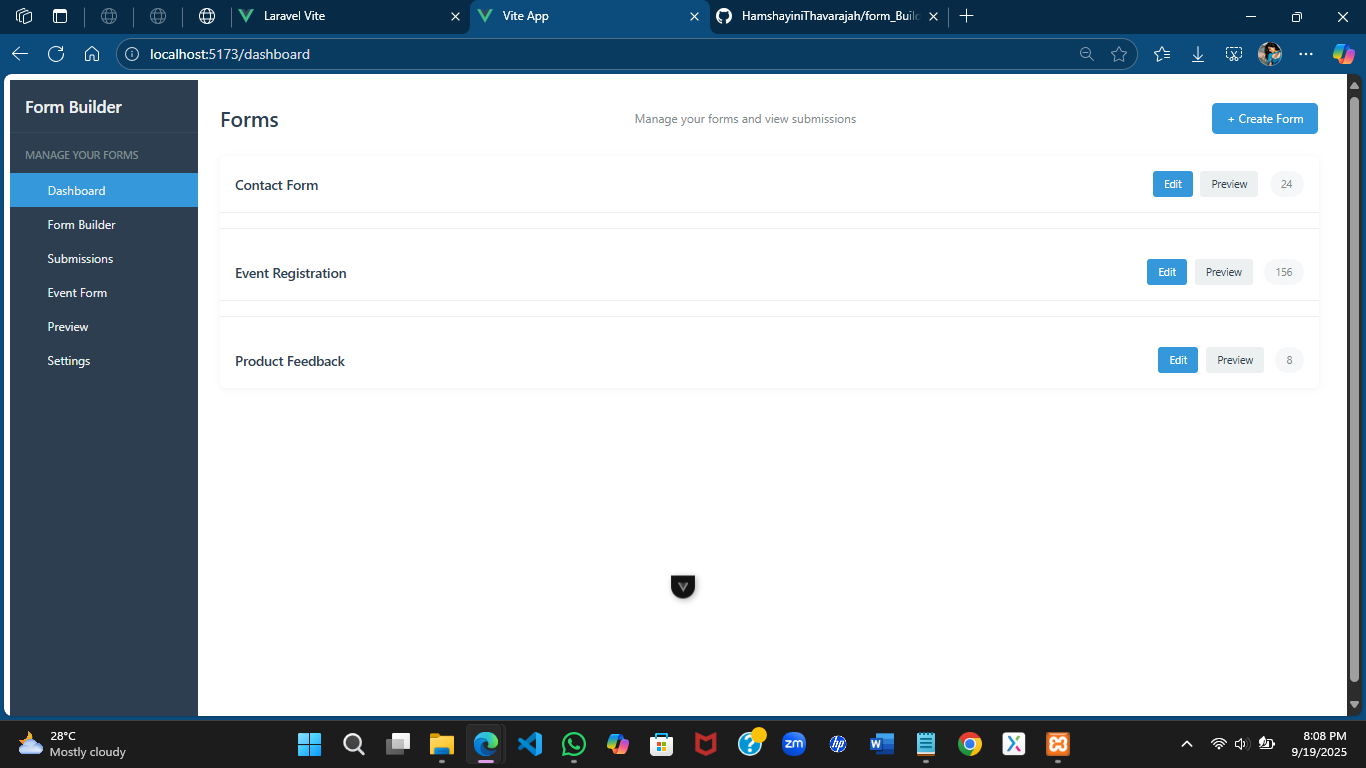 Laravel Vite
Vite App
HamshayiniThavarajah/form_Buil
localhost:5173/dashboard
Form Builder
MANAGE YOUR FORMS
Dashboard
Form Builder
Submissions
Event Form
Preview
Settings
Forms
Manage your forms and view submissions
+ Create Form
Contact Form
Edit
Preview
24
Event Registration
Edit
Preview
156
Product Feedback
Edit
Preview
8
28°C
Mostly cloudy
zm
hp
W
X
8:08 PM
9/19/2025